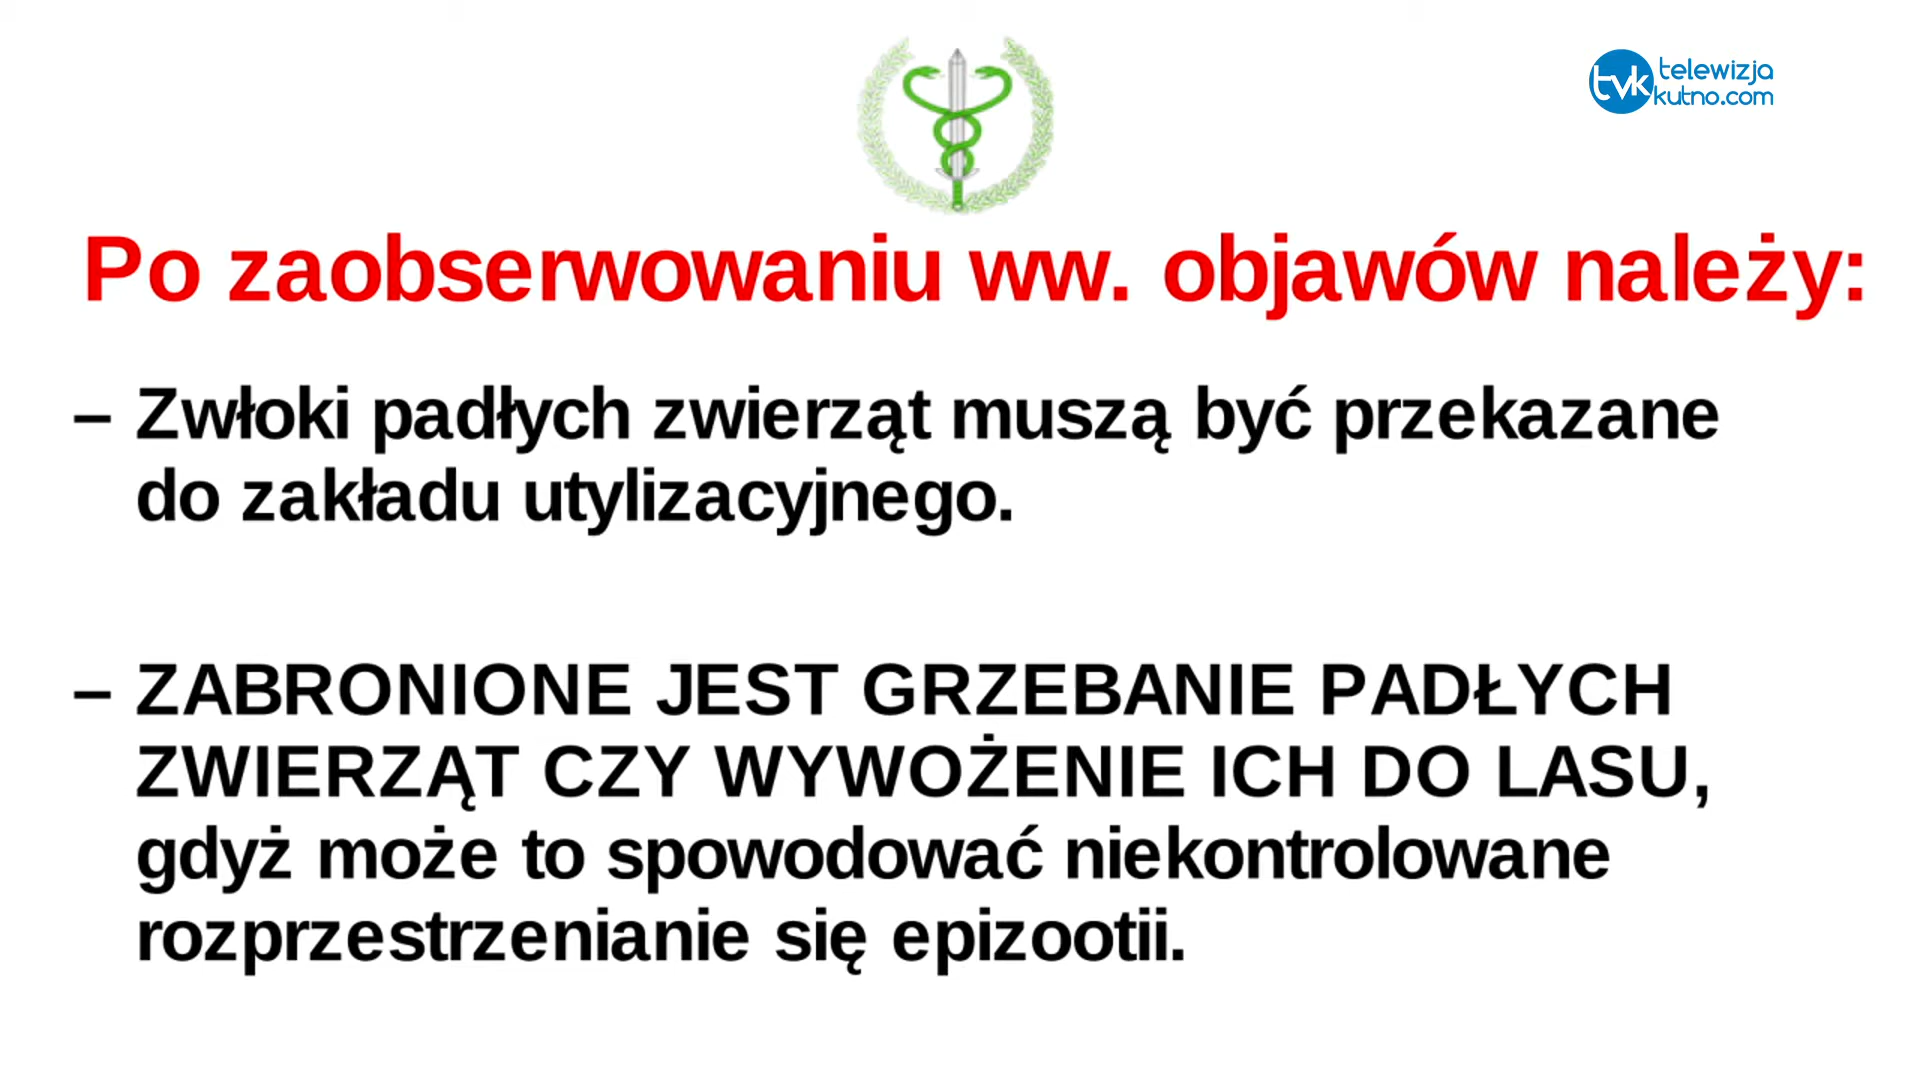 tvk telewizja
kutno.com
Po zaobserwowaniu ww. objawów należy:
– Zwłoki padłych zwierząt muszą być przekazane
do zakładu utylizacyjnego.
– ZABRONIONE JEST GRZEBANIE PADŁYCH
ZWIERZĄT CZY WYWOŻENIE ICH DO LASU,
gdyż może to spowodować niekontrolowane
rozprzestrzenianie się epizootii.